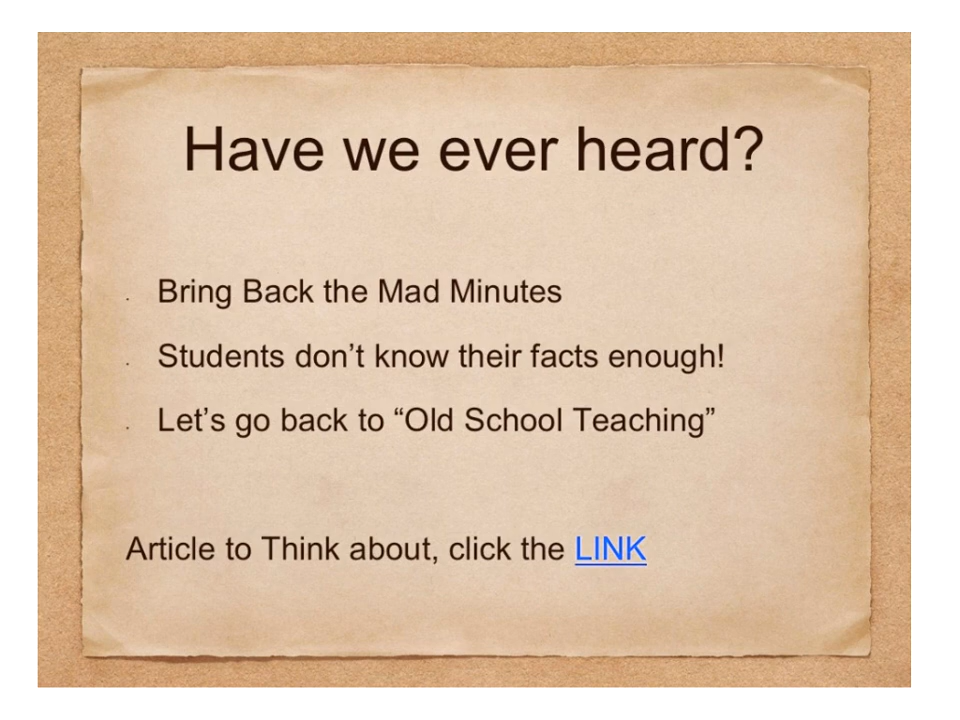 Have we ever heard?
· Bring Back the Mad Minutes
· Students don’t know their facts enough!
· Let’s go back to “Old School Teaching”
Article to Think about, click the LINK